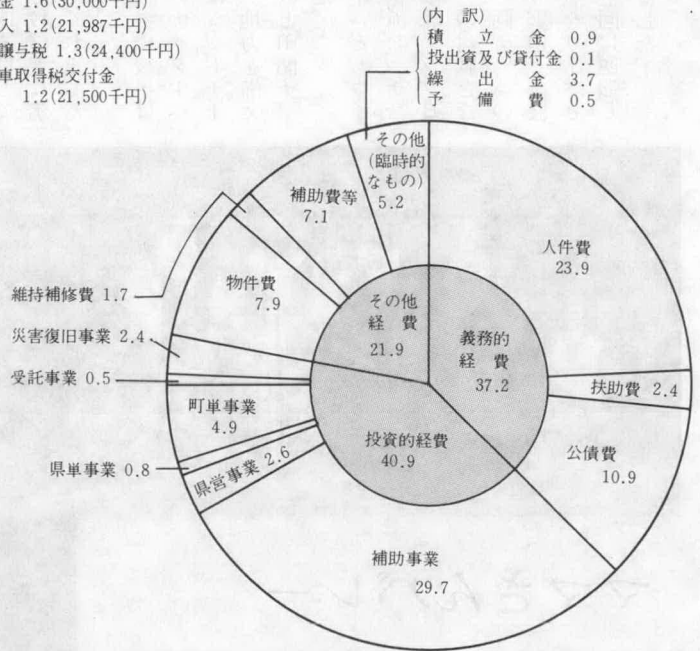 金 1.6(30,000千円)
入 1.2(21,987千円)
譲与税 1.3(24,400千円)
車取得税交付金
1.2(21,500千円)
(内 訳)
積立金 0.9
投出資及び貸付金 0.1
繰出金 3.7
予備費 0.5
その他
(臨時的
なもの)
5.2
補助費等
7.1
人件費
23.9
物件費
7.9
維持補修費 1.7
その他
経費
21.9
義務的
経費
37.2
災害復旧事業 2.4
受託事業 0.5
扶助費 2.4
町単事業
4.9
投資的経費
40.9
公債費
10.9
県単事業 0.8
県営事業 2.6
補助事業
29.7